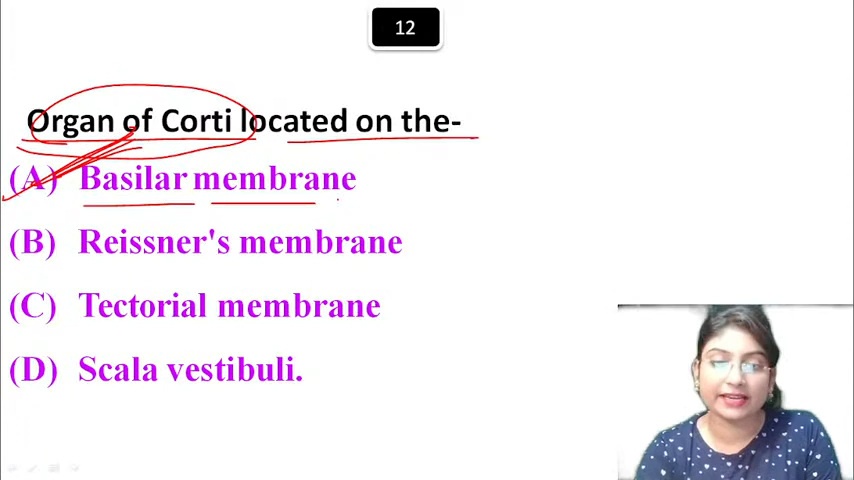 12
Organ of Corti located on the-
(A) Basilar membrane
(B) Reissner's membrane
(C) Tectorial membrane
(D) Scala vestibuli.